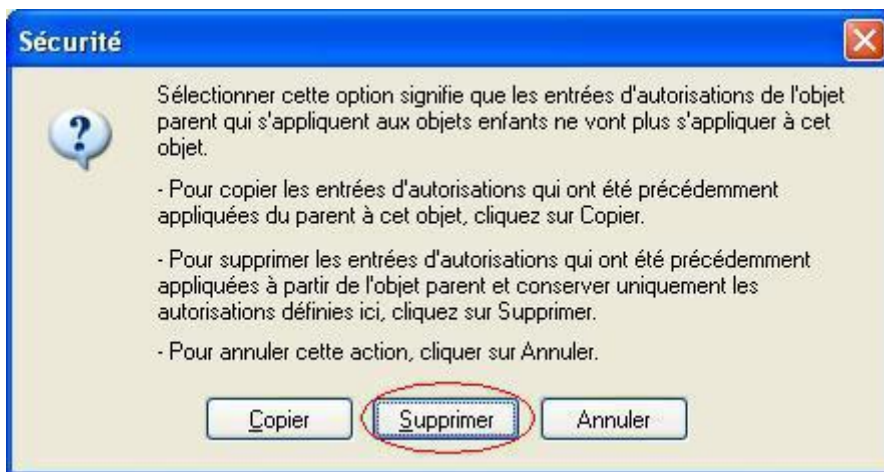 Sécurité
Sélectionner cette option signifie que les entrées d'autorisations de l'objet
parent qui s'appliquent aux objets enfants ne vont plus s'appliquer à cet
objet.
- Pour copier les entrées d'autorisations qui ont été précédemment
appliquées du parent à cet objet, cliquez sur Copier.
- Pour supprimer les entrées d'autorisations qui ont été précédemment
appliquées à partir de l'objet parent et conserver uniquement les
autorisations définies ici, cliquez sur Supprimer.
- Pour annuler cette action, cliquer sur Annuler.
Copier Supprimer Annuler